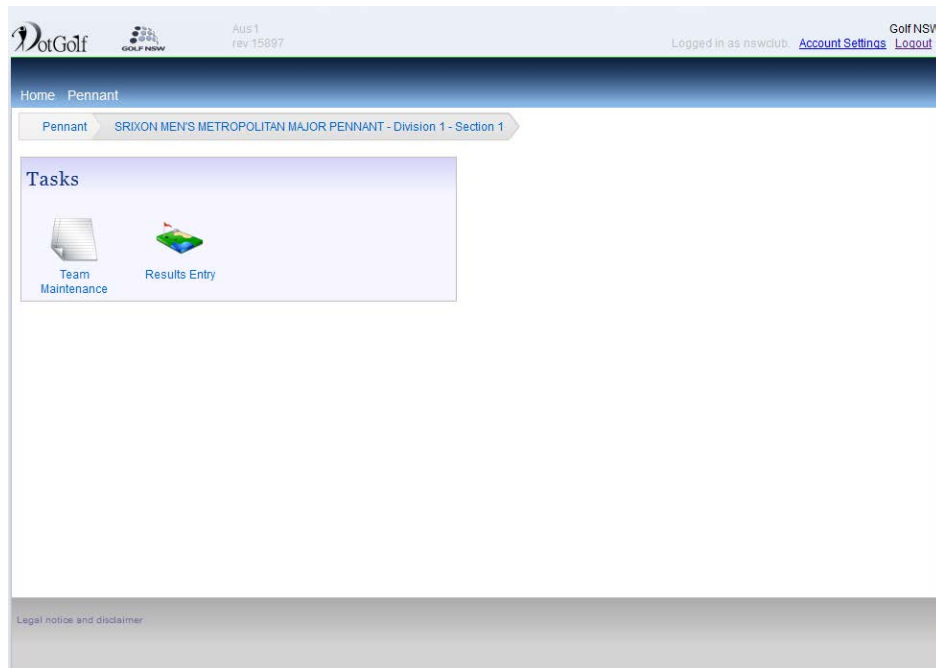 DotGolf
GOLF NSW
Aus1
rev 15897
Golf NSW
Logged in as nswclub. Account Settings Logout
Home Pennant
Pennant SRIXON MEN'S METROPOLITAN MAJOR PENNANT - Division 1 - Section 1
Tasks
Team
Maintenance
Results Entry
Legal notice and disclaimer